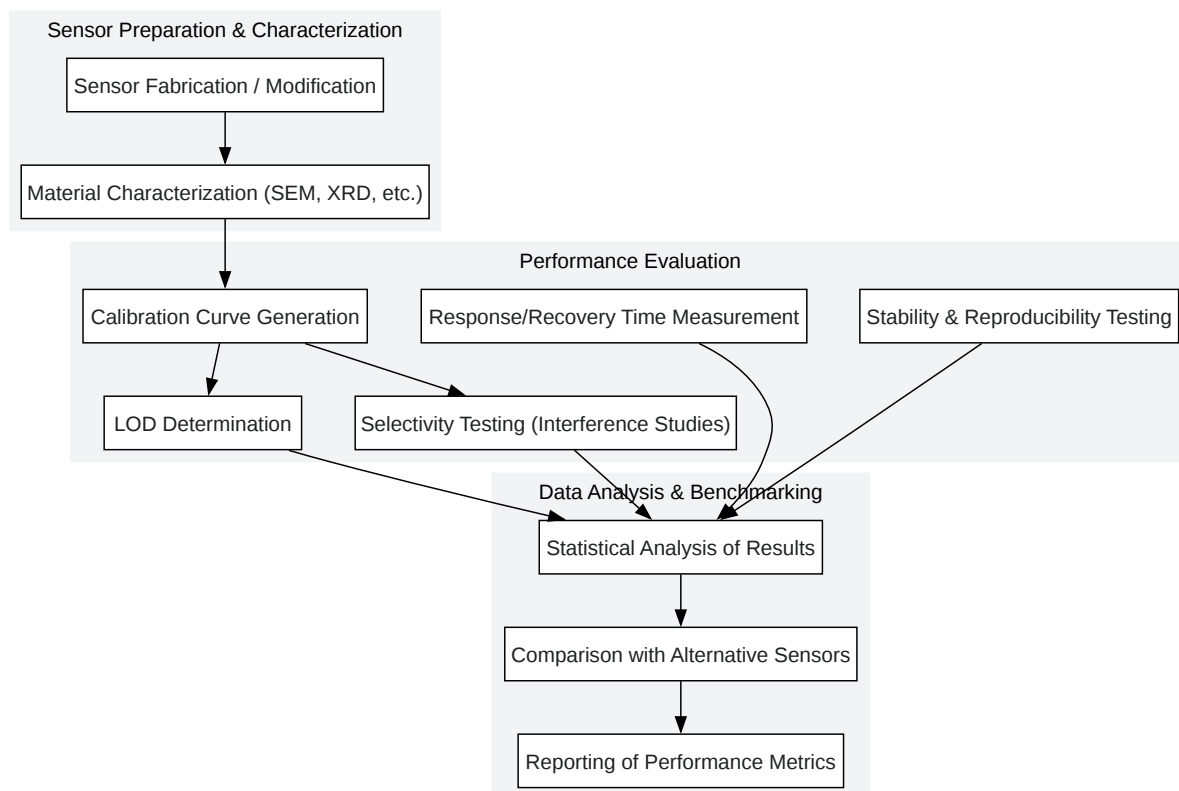 Sensor Preparation & Characterization
Sensor Fabrication / Modification
Material Characterization (SEM, XRD, etc.)
Performance Evaluation
Calibration Curve Generation
Response/Recovery Time Measurement
Stability & Reproducibility Testing
LOD Determination
Selectivity Testing (Interference Studies)
Data Analysis & Benchmarking
Statistical Analysis of Results
Comparison with Alternative Sensors
Reporting of Performance Metrics